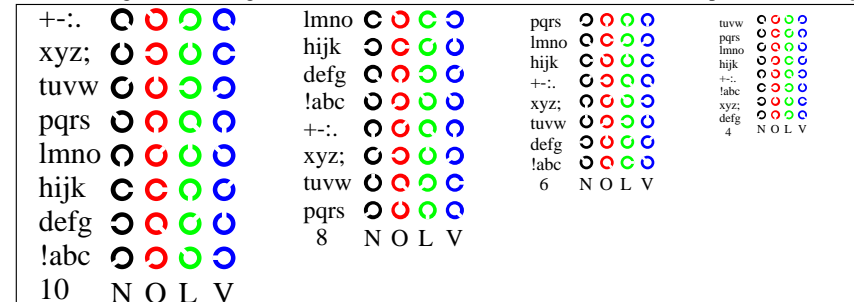 +-:.
xyz;
tuvw
pqrs
lmno
hijk
defg
!abc
10 N O L V
lmno
hijk
defg
!abc
+-:.
xyz;
tuvw
pqrs
8 N O L V
pqrs
lmno
hijk
+-:.
xyz;
tuvw
defg
!abc
6 N O L V
tuvw
pqrs
lmno
hijk
+-:.
!abc
xyz;
defg
4 N O L V